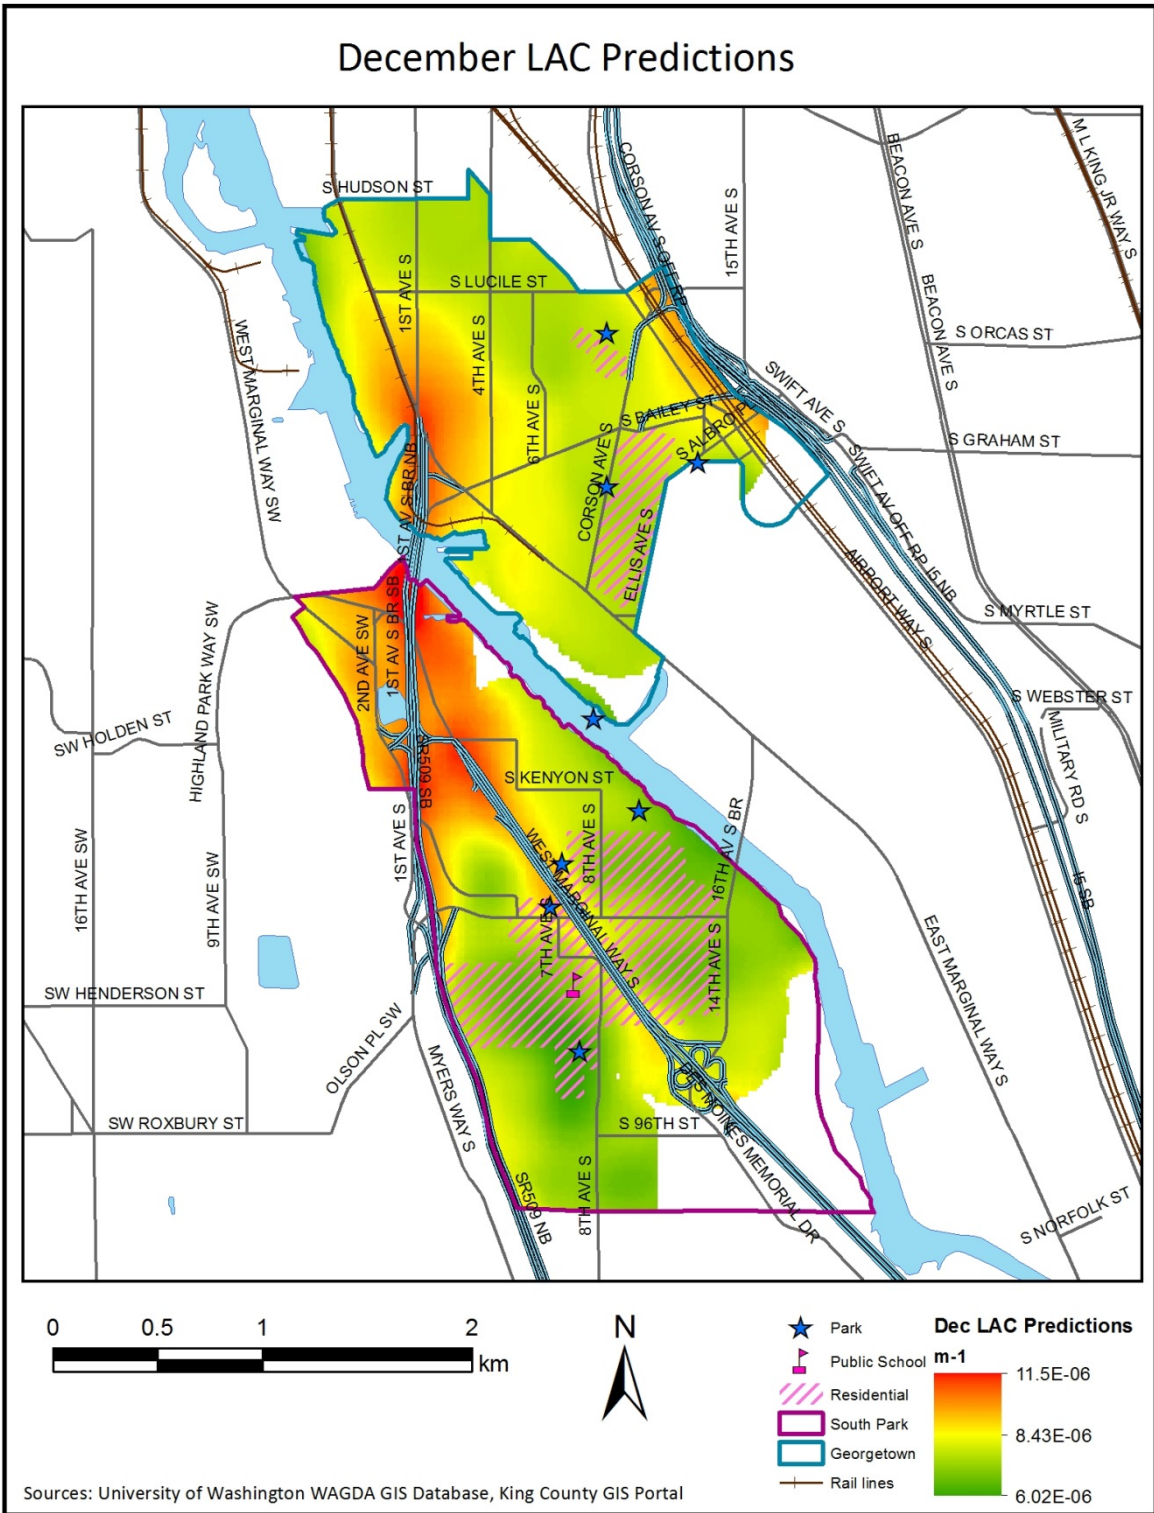 December LAC Predictions
S HUDSON ST
CORSON AV S OFF RP
15TH AVE S
BEACON AVE S
M L KING JR WAY S
1ST AVE S
S LUCILE ST
4TH AVE S
6TH AVE S
WEST MARGINAL WAY SW
BEACON AVE S
S ORCAS ST
SWIFT AVE S
S BAILEY ST
S ALBRO P
S GRAHAM ST
CORSON AVE S
ELLIS AVE S
1ST AV S BR NB
SWIFT AV OFF RP I5 NB
AIRPORT WAY S
S MYRTLE ST
2ND AVE SW
1ST AV S BR SB
HIGHLAND PARK WAY SW
SW HOLDEN ST
S WEBSTER ST
MILITARY RD S
SR509 SB
S KENYON ST
1ST AVE S
8TH AVE S
WEST MARGINAL WAY S
16TH AV S BR
16TH AVE SW
9TH AVE SW
7TH AVE S
14TH AVE S
I5 SB
EAST MARGINAL WAY S
SW HENDERSON ST
OLSON PL SW
MYERS WAY S
SW ROXBURY ST
S 96TH ST
DES MOINES MEMORIAL DR
8TH AVE S
SR509 NB
S NORFOLK ST
0 0.5 1 2
km
N
Park
Public School
Residential
South Park
Georgetown
Rail lines
Dec LAC Predictions
m-1
11.5E-06
8.43E-06
6.02E-06
Sources: University of Washington WAGDA GIS Database, King County GIS Portal